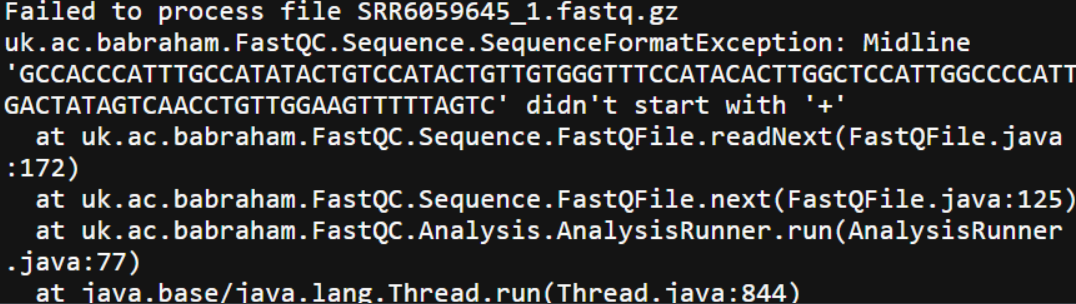 Failed to process file SRR6059645_1.fastq.gz
uk.ac.babraham.FastQC.Sequence.SequenceFormatException: Midline
'GCCACCCATTTGCCATATACTGTCCATACTGTTGTGGGTTTCCATACACTTGGCTCCATTGGCCCCATT
GACTATAGTCAACCTGTTGGAAGTTTTTAGTC' didn't start with '+'
  at uk.ac.babraham.FastQC.Sequence.FastQFile.readNext(FastQFile.java
:172)
  at uk.ac.babraham.FastQC.Sequence.FastQFile.next(FastQFile.java:125)
  at uk.ac.babraham.FastQC.Analysis.AnalysisRunner.run(AnalysisRunner
.java:77)
  at java.base/java.lang.Thread.run(Thread.java:844)